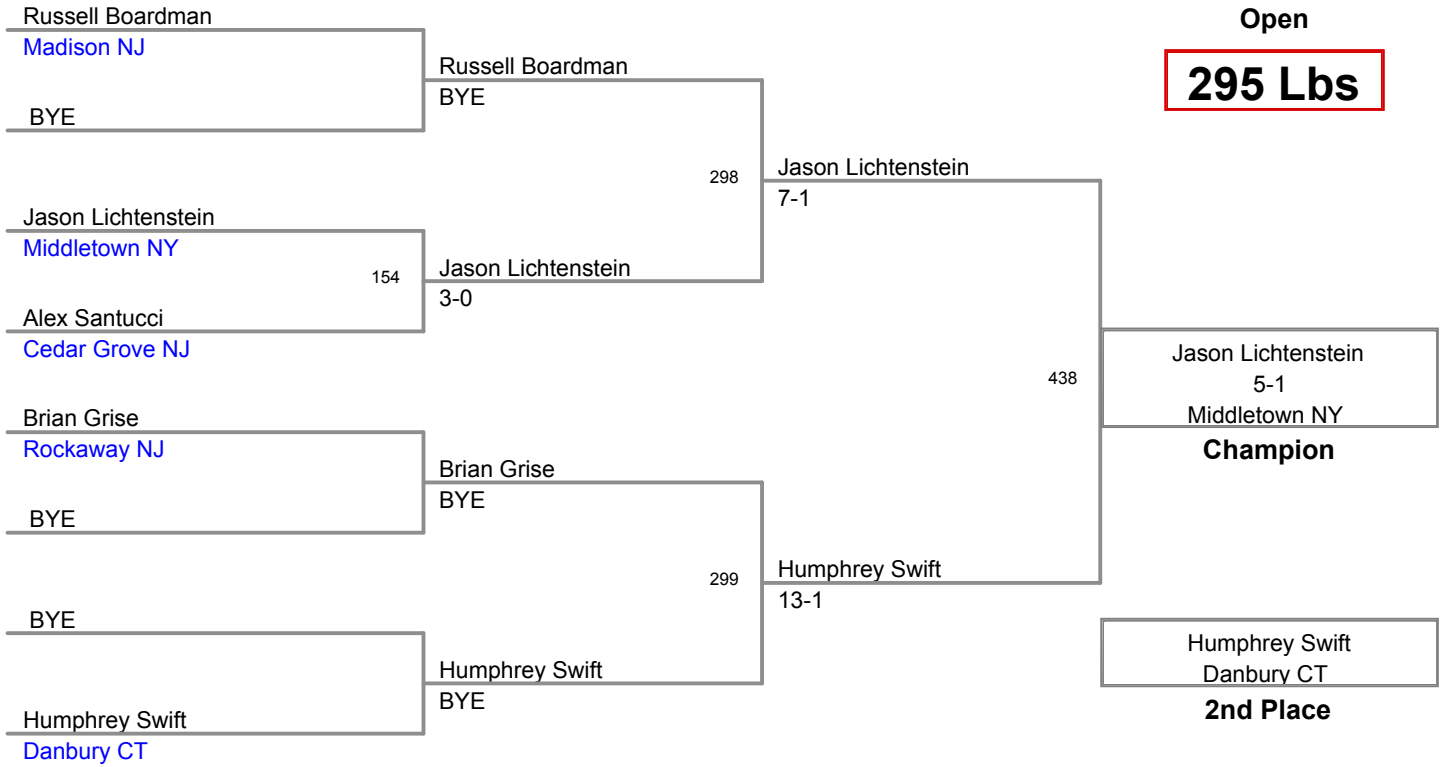 Russell Boardman
Madison NJ
BYE
Jason Lichtenstein
Middletown NY
Alex Santucci
Cedar Grove NJ
Brian Grise
Rockaway NJ
BYE
BYE
Humphrey Swift
Danbury CT
154
Russell Boardman
BYE
Jason Lichtenstein
3-0
Brian Grise
BYE
Humphrey Swift
BYE
298
299
Jason Lichtenstein
7-1
Humphrey Swift
13-1
438
Open
295 Lbs
Jason Lichtenstein
5-1
Middletown NY
Champion
Humphrey Swift
Danbury CT
2nd Place